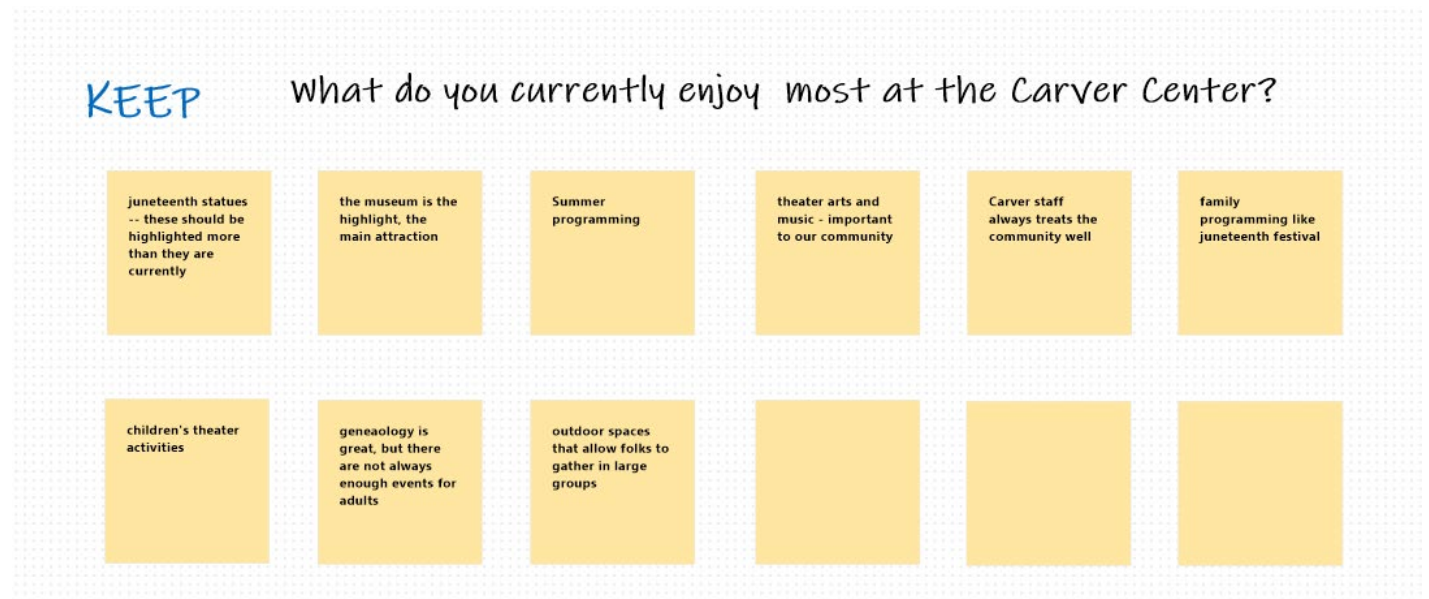 KEEP
What do you currently enjoy most at the Carver Center?
juneteenth statues
-- these should be
highlighted more
than they are
currently
the museum is the
highlight, the
main attraction
Summer
programming
theater arts and
music - important
to our community
Carver staff
always treats the
community well
family
programming like
juneteenth festival
children's theater
activities
geneaology is
great, but there
are not always
enough events for
adults
outdoor spaces
that allow folks to
gather in large
groups